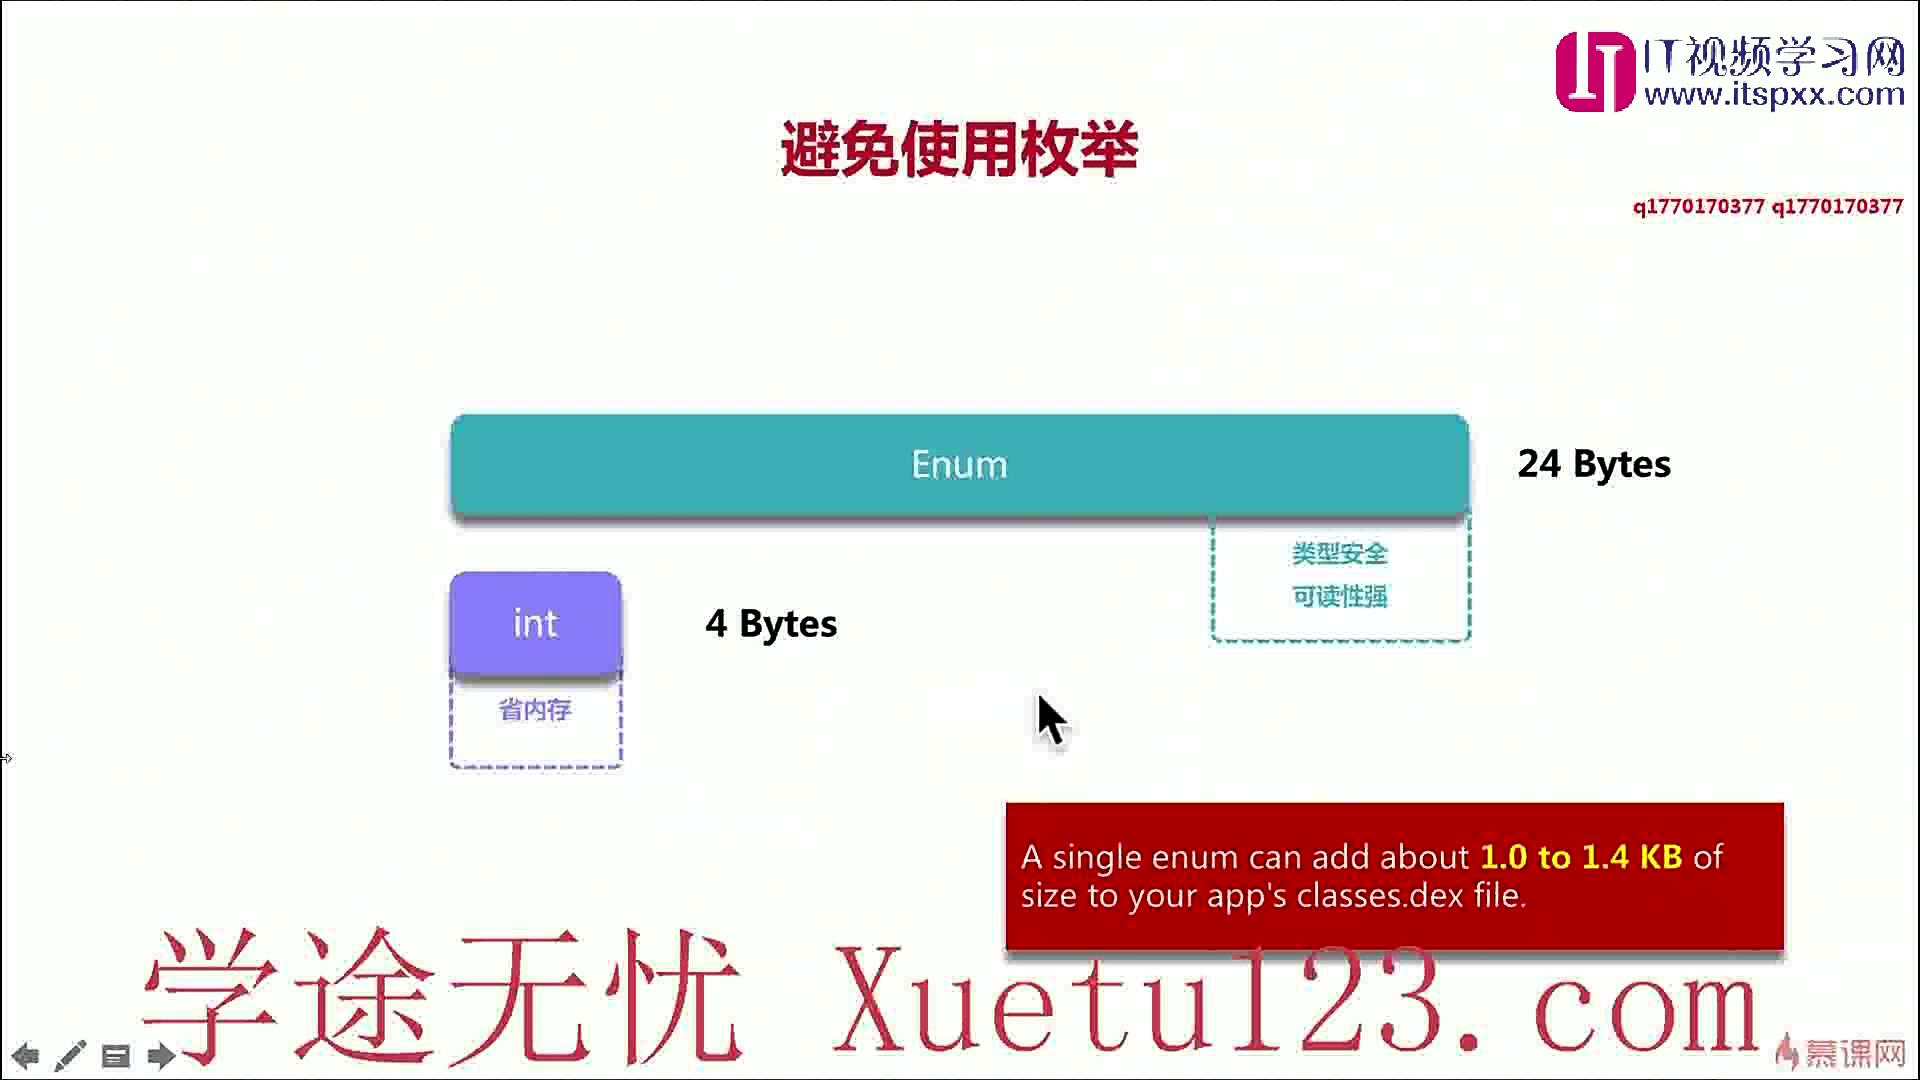 IT视频学习网
www.itspxx.com
避免使用枚举
q1770170377 q1770170377
Enum
24 Bytes
类型安全
可读性强
int
4 Bytes
省内存
A single enum can add about 1.0 to 1.4 KB of
size to your app's classes.dex file.
学途无忧 Xuetu123.com
慕课网